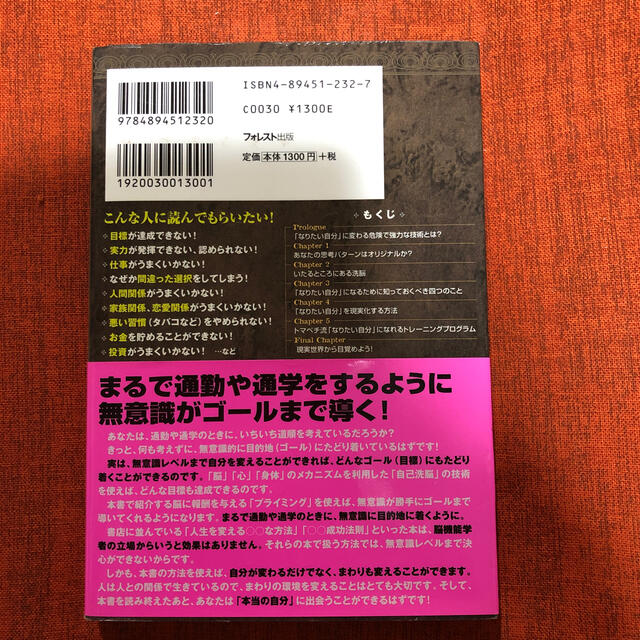 ISBN4-89451-232-7
C0030 ¥1300E
9784894512320
フォレスト出版
定価 本体1300円 +税
1920030013001
こんな人に読んでもらいたい!
目標が達成できない!
実力が発揮できない、認められない!
仕事がうまくいかない!
なぜか間違った選択をしてしまう!
人間関係がうまくいかない!
家族関係、恋愛関係がうまくいかない!
悪い習慣(タバコなど)をやめられない!
お金を貯めることができない!
投資がうまくいかない! …など
もくじ
Prologue
「なりたい自分」に変わる危険で強力な技術とは?
Chapter 1
あなたの思考パターンはオリジナルか?
Chapter 2
いたるところにある洗脳
Chapter 3
「なりたい自分」になるために知っておくべき四つのこと
Chapter 4
「なりたい自分」を現実化する方法
Chapter 5
トマベチ流「なりたい自分」になれるトレーニングプログラム
Final Chapter
現実世界から目覚めよう!
まるで通勤や通学をするように
無意識がゴールまで導く!
あなたは、通勤や通学のときに、いちいち道順を考えているだろうか?
きっと、何も考えずに、無意識的に目的地(ゴール)にたどり着いているはずです!
実は、無意識レベルまで自分を変えることができれば、どんなゴール(目標)にもたどり
着くことができるのです。「脳」「心」「身体」のメカニズムを利用した「自己洗脳」の技術
を使えば、どんな目標も達成できるのです。
本書で紹介する脳に報酬を与える「プライミング」を使えば、無意識が勝手にゴールまで
導いてくれるようになります。まるで通勤や通学のときに、無意識に目的地に着くように。
書店に並んでいる「人生を変える○○な方法」「○○成功法則」といった本は、脳機能学
者の立場からいうと効果はありません。それらの本で扱う方法では、無意識レベルまで決
心ができないからです。
しかも、本書の方法を使えば、自分が変わるだけでなく、まわりも変えることができます。
人は人との関係で生きているので、まわりの環境を変えることはとても大切です。そして、
本書を読み終えたあと、あなたは「本当の自分」に出会うことができるはずです!